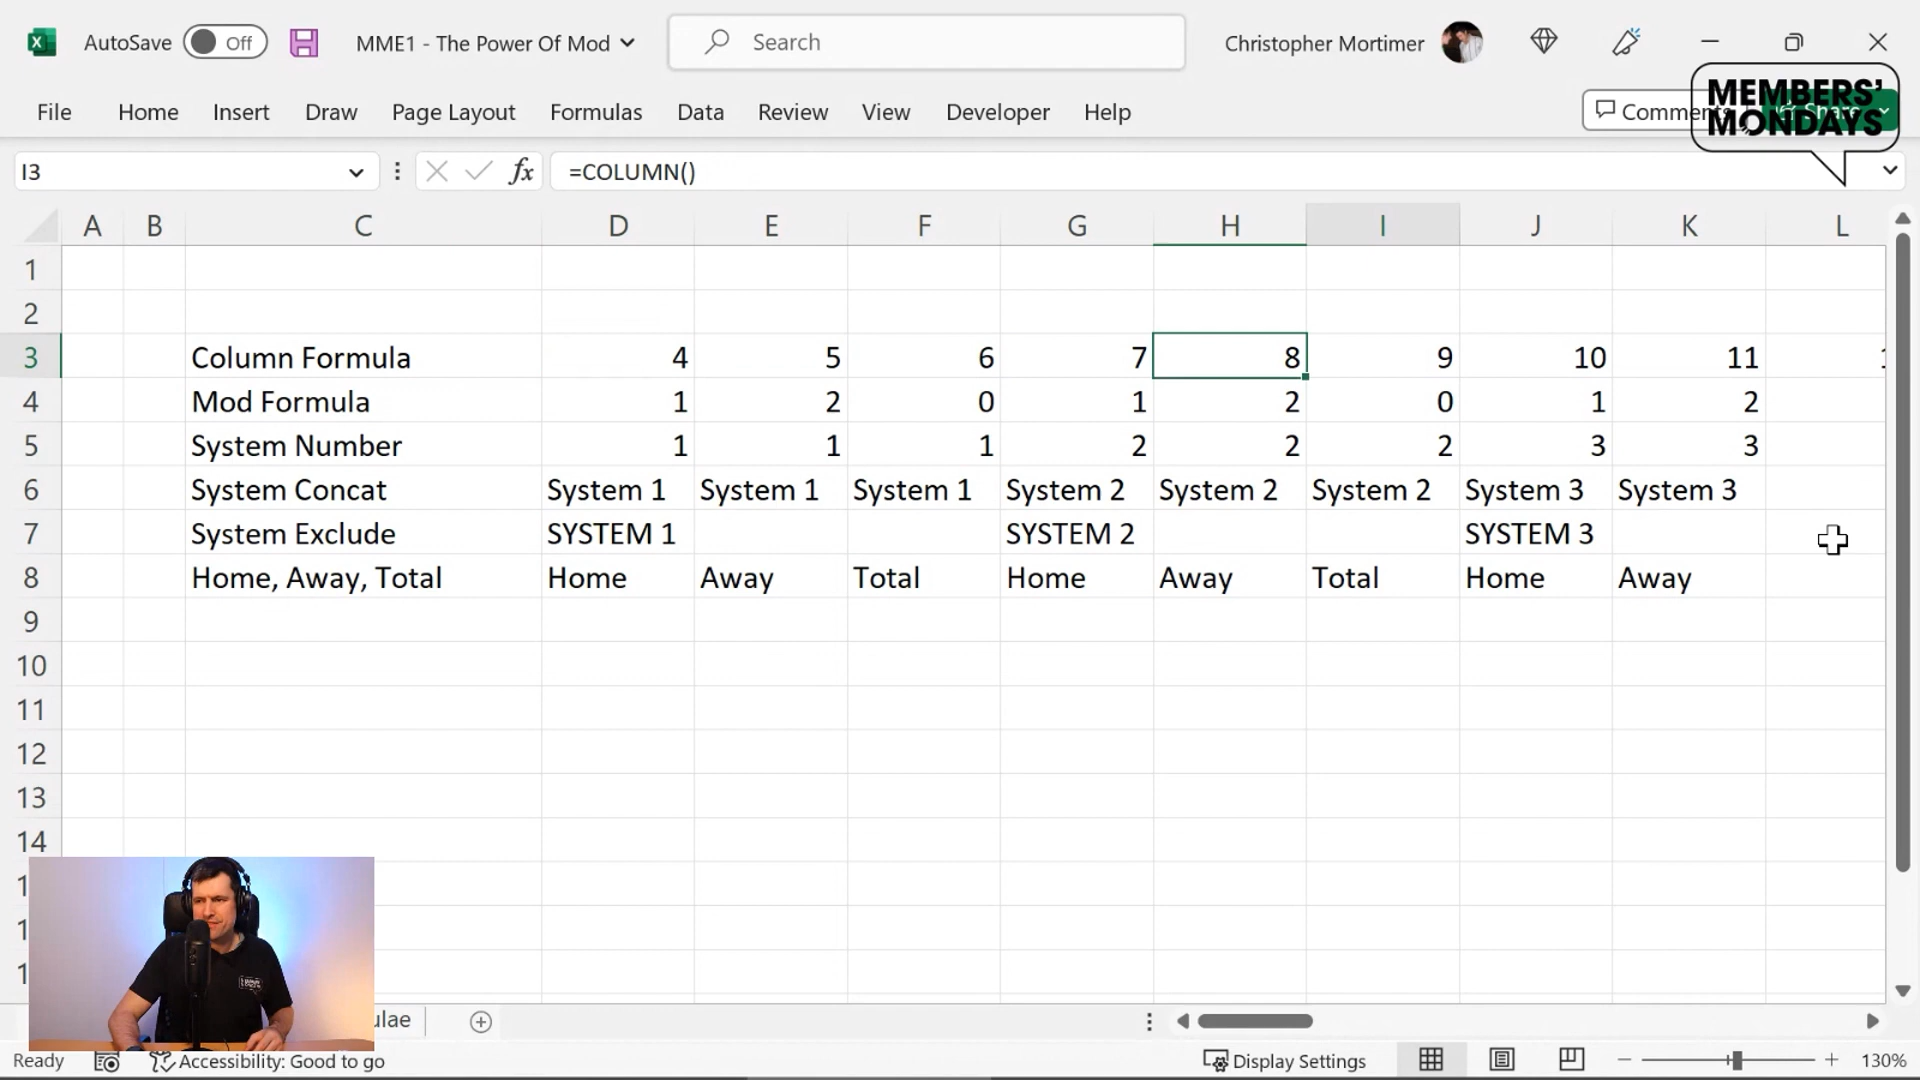 AutoSave Off MME1 - The Power Of Mod Search Christopher Mortimer
File Home Insert Draw Page Layout Formulas Data Review View Developer Help Comments Share
MEMBERS'
MONDAYS
I3 fx =COLUMN()
A B C D E F G H I J K L
1
2
3 Column Formula 4 5 6 7 8 9 10 11
4 Mod Formula 1 2 0 1 2 0 1 2
5 System Number 1 1 1 2 2 2 3 3
6 System Concat System 1 System 1 System 1 System 2 System 2 System 2 System 3 System 3
7 System Exclude SYSTEM 1 SYSTEM 2 SYSTEM 3
8 Home, Away, Total Home Away Total Home Away Total Home Away
9
10
11
12
13
14
ulae
Ready Accessibility: Good to go Display Settings 130%